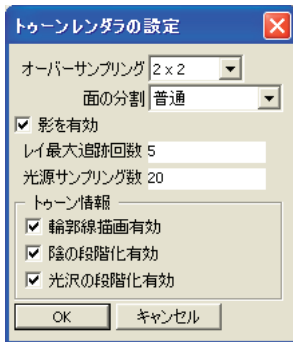 トゥーンレンダラの設定
オーバーサンプリング 2 x 2
面の分割 普通
影を有効
レイ最大追跡回数 5
光源サンプリング数 20
トゥーン情報
輪郭線描画有効
陰の段階化有効
光沢の段階化有効
OK キャンセル